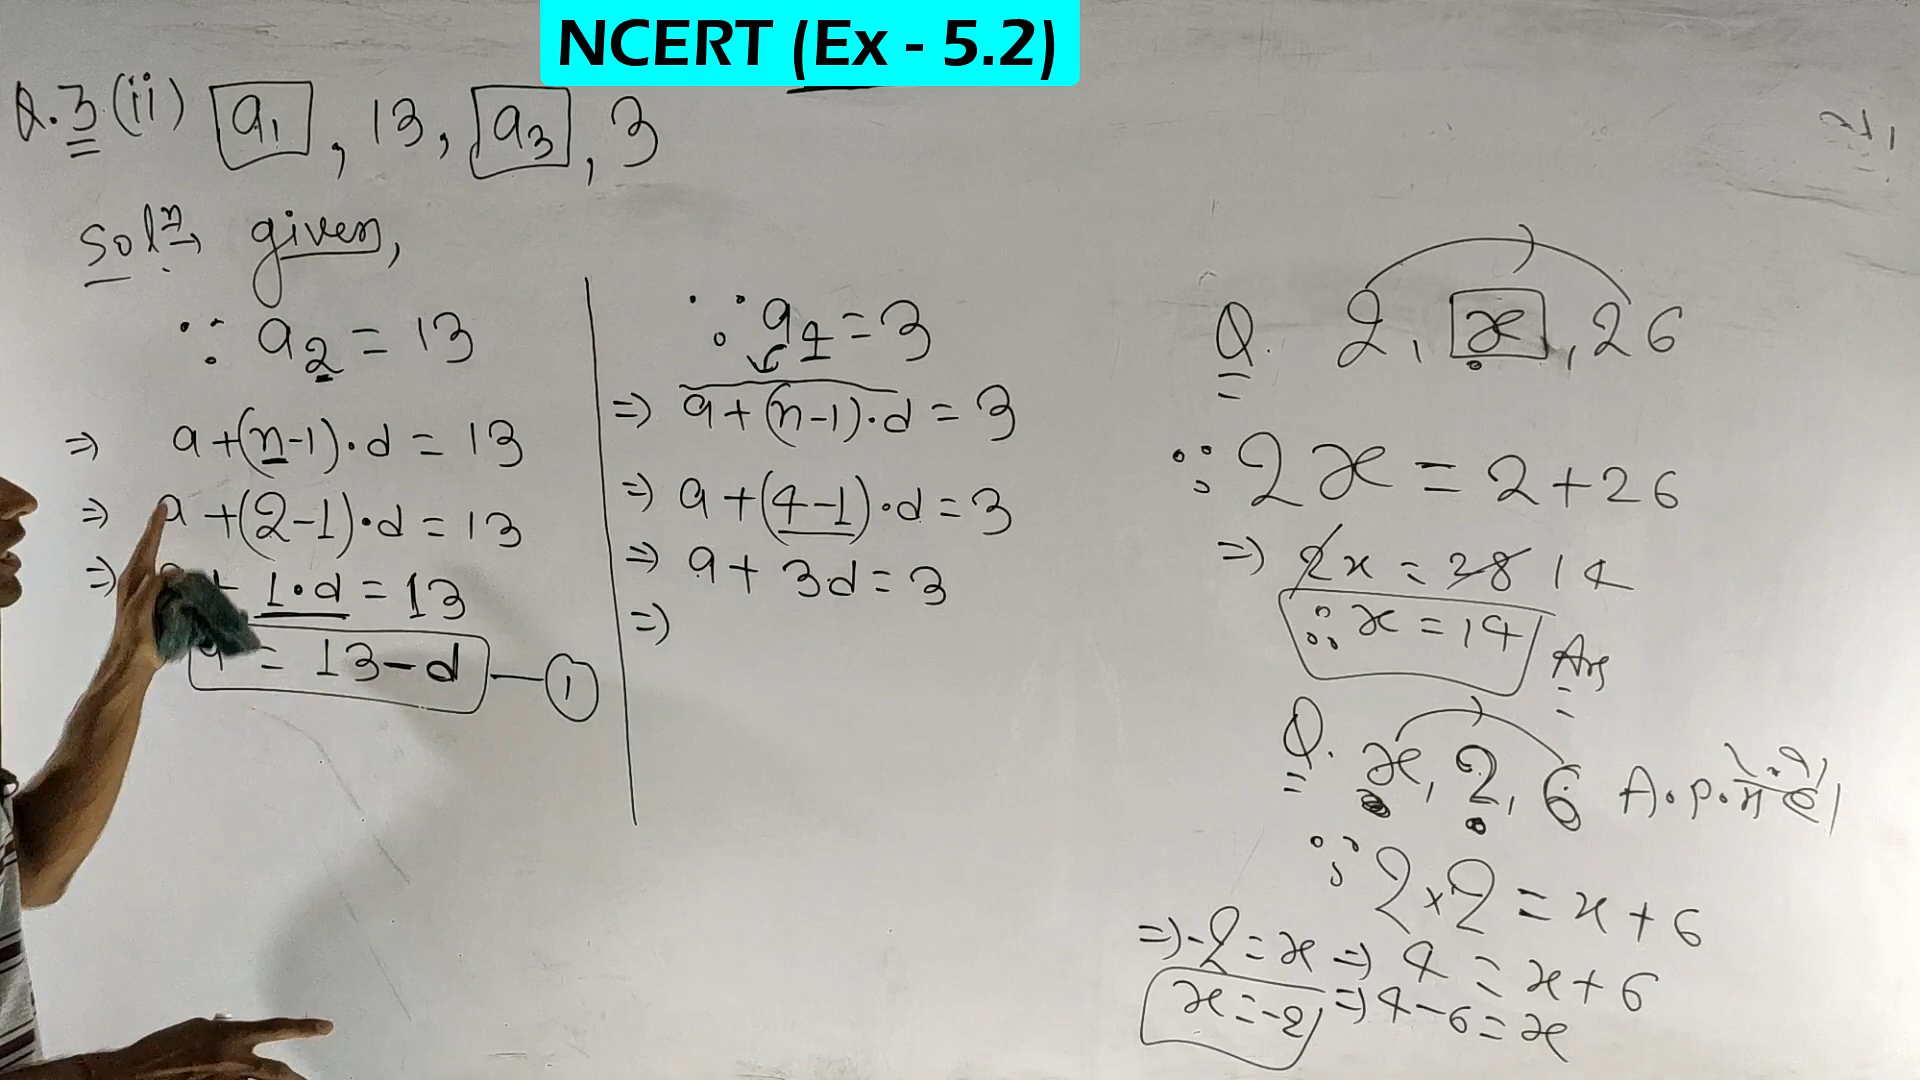 NCERT (Ex - 5.2)
Q.3(ii) a₁, 13, a₃, 3
Solⁿ, given,
∵ a₂ = 13
⇒ a+(n-1)·d = 13
⇒ a+(2-1)·d = 13
⇒ + 1·d = 13
a = 13-d — ①
∵ a₄ = 3
⇒ a+(n-1)·d = 3
⇒ a+(4-1)·d = 3
⇒ a + 3d = 3
⇒
Q. 2, x, 26
∵ 2x = 2+26
⇒ 2x = 28 14
∴ x = 14 Ans
Q. x, 2, 6 A.P.
∵ 2×2 = x+6
⇒ 4 = x+6
⇒ 4-6 = x
⇒ -2 = x
x = -2